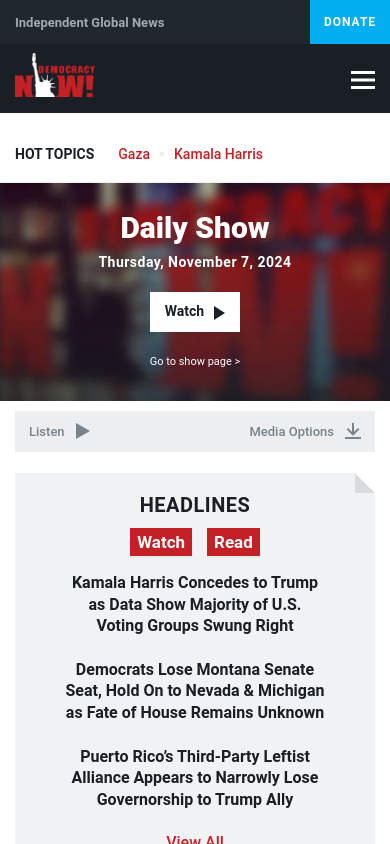 Independent Global News
DONATE
DEMOCRACY
NOW!
HOT TOPICS
Gaza
Kamala Harris
Daily Show
Thursday, November 7, 2024
Watch
Go to show page >
Listen
Media Options
HEADLINES
Watch
Read
Kamala Harris Concedes to Trump
as Data Show Majority of U.S.
Voting Groups Swung Right
Democrats Lose Montana Senate
Seat, Hold On to Nevada & Michigan
as Fate of House Remains Unknown
Puerto Rico’s Third-Party Leftist
Alliance Appears to Narrowly Lose
Governorship to Trump Ally
View All